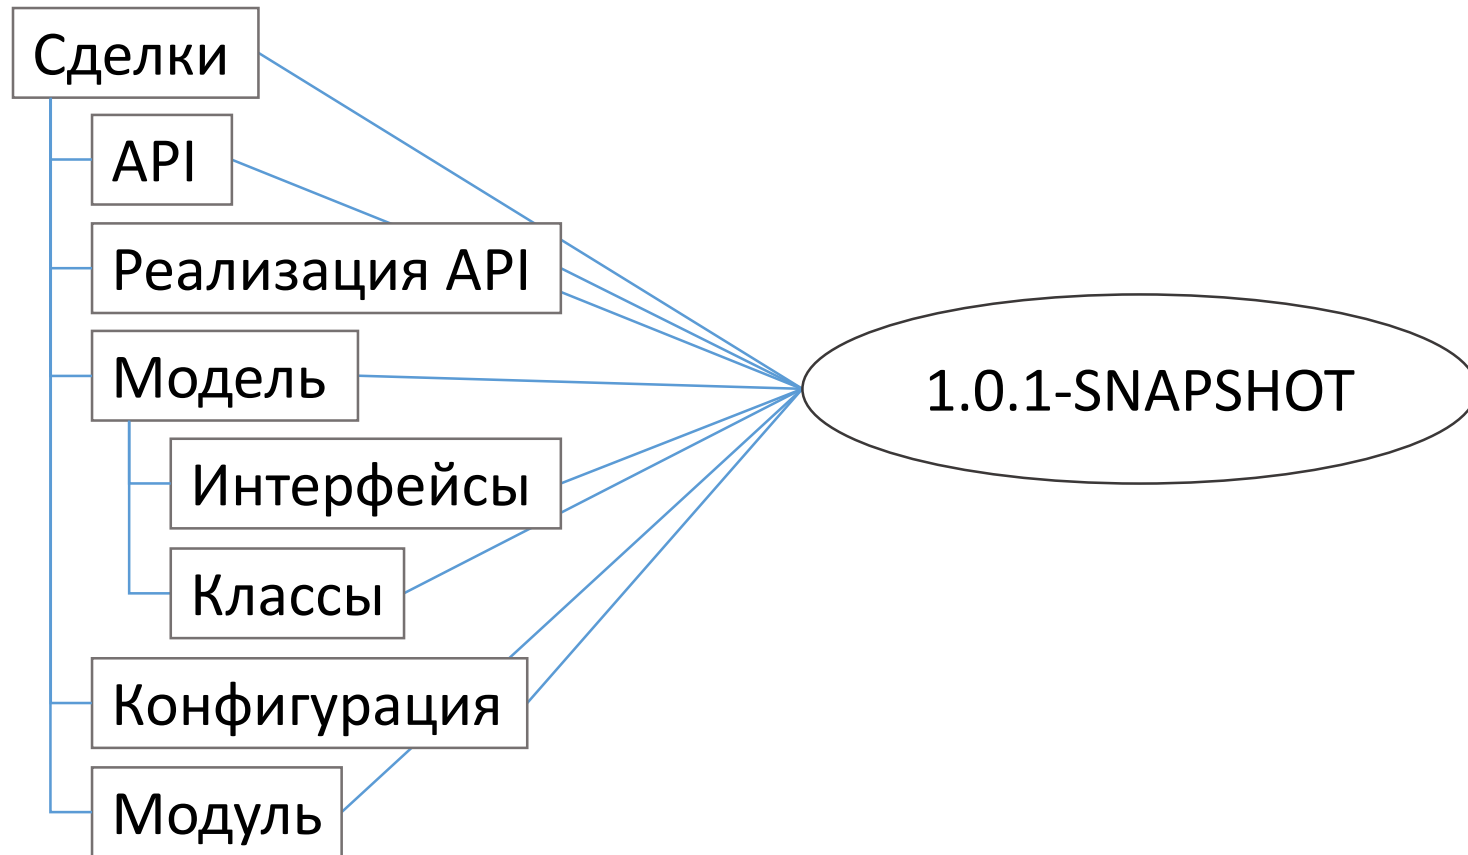 Сделки
API
Реализация API
Модель
Интерфейсы
Классы
Конфигурация
Модуль
1.0.1-SNAPSHOT